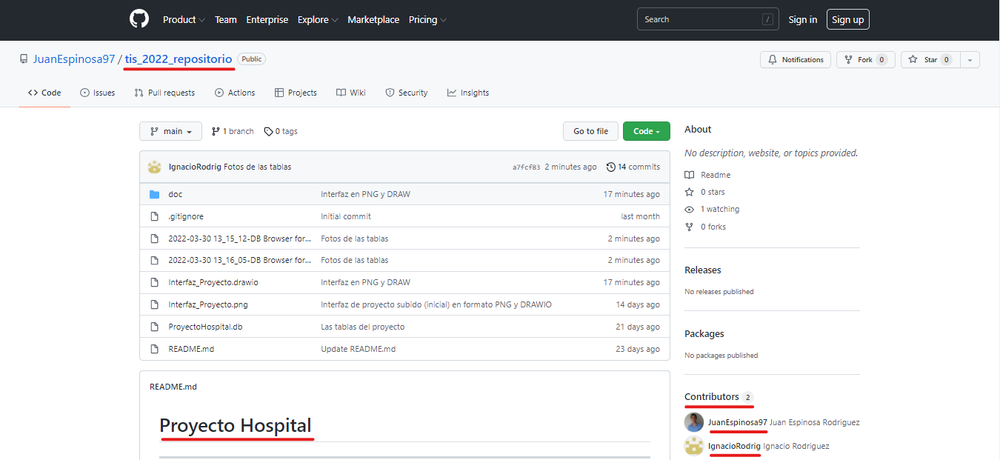 Product Team Enterprise Explore Marketplace Pricing Search / Sign in Sign up
JuanEspinosa97 / tis_2022_repositorio Public Notifications Fork 0 Star 0
Code Issues Pull requests Actions Projects Wiki Security Insights
main 1 branch 0 tags Go to file Code
IgnacioRodrig Fotos de las tablas a7fcf83 2 minutes ago 14 commits
doc Interfaz en PNG y DRAW 17 minutes ago
.gitignore Initial commit last month
2022-03-30 13_15_12-DB Browser for... Fotos de las tablas 2 minutes ago
2022-03-30 13_16_05-DB Browser for... Fotos de las tablas 2 minutes ago
Interfaz_Proyecto.drawio Interfaz en PNG y DRAW 17 minutes ago
Interfaz_Proyecto.png Interfaz de proyecto subido (inicial) en formato PNG y DRAWIO 14 days ago
ProyectoHospital.db Las tablas del proyecto 21 days ago
README.md Update README.md 23 days ago
README.md
Proyecto Hospital
About
No description, website, or topics provided.
Readme
0 stars
1 watching
0 forks
Releases
No releases published
Packages
No packages published
Contributors 2
JuanEspinosa97 Juan Espinosa Rodriguez
IgnacioRodrig Ignacio Rodriguez